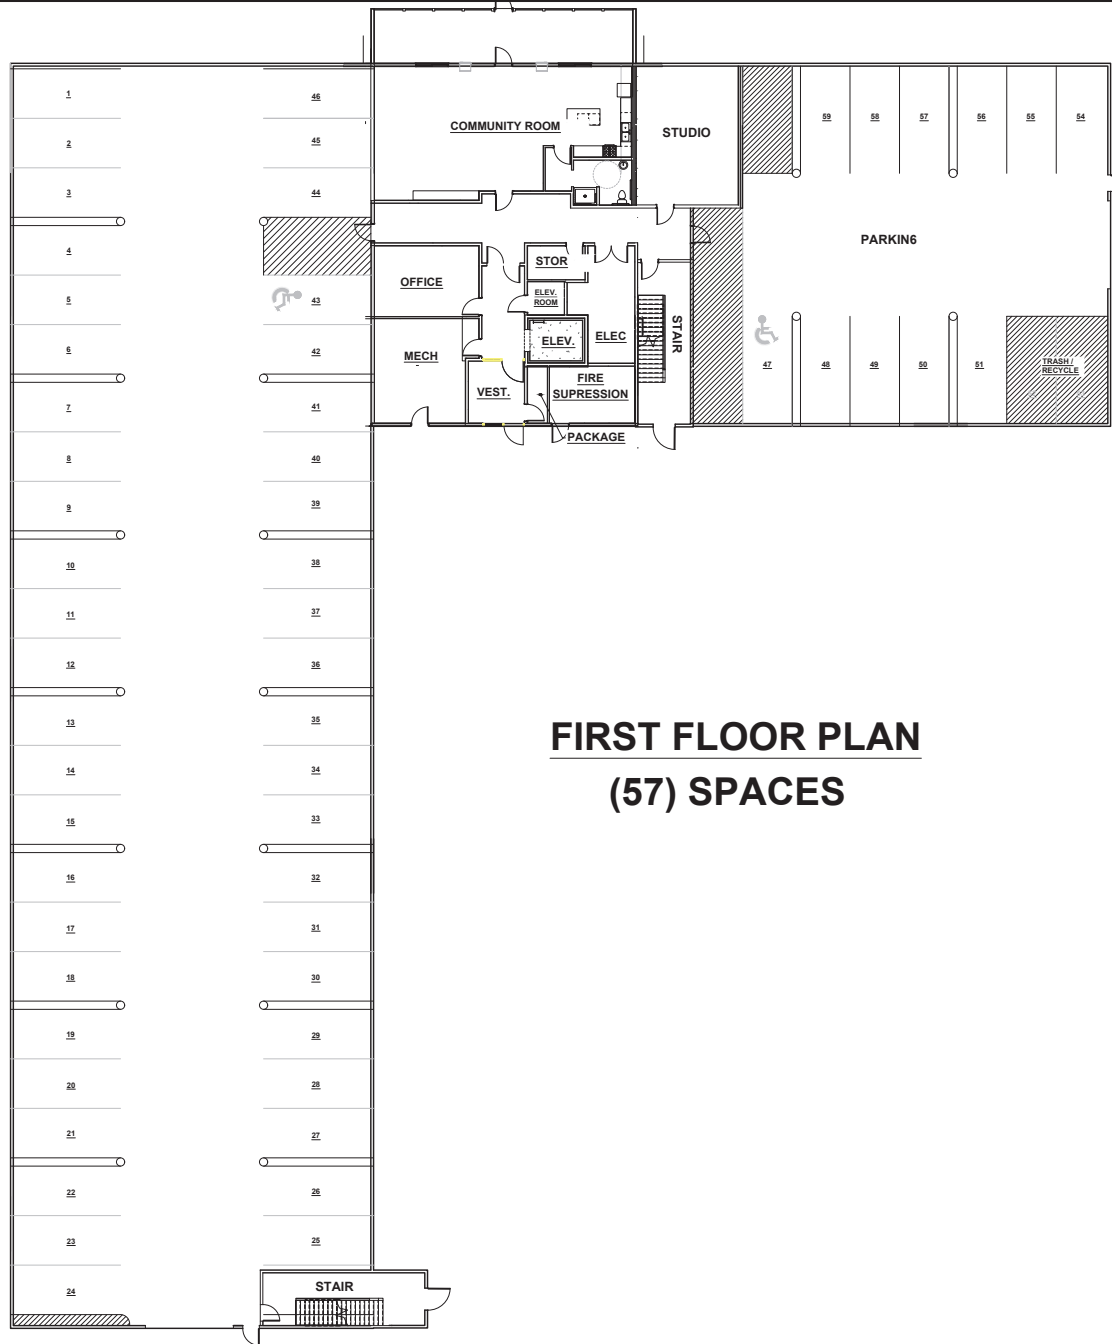 1
46
59
58
57
56
55
54
COMMUNITY ROOM
STUDIO
2
45
3
44
PARKIN6
4
STOR
OFFICE
5
43
ELEV.
ROOM
STAIR
ELEC
ELEV.
6
42
MECH
47
48
49
50
51
TRASH /
RECYCLE
FIRE
SUPRESSION
VEST.
7
41
PACKAGE
8
40
9
39
10
38
11
37
12
36
13
35
FIRST FLOOR PLAN
14
34
(57) SPACES
15
33
16
32
17
31
18
30
19
29
20
28
21
27
22
26
23
25
24
STAIR